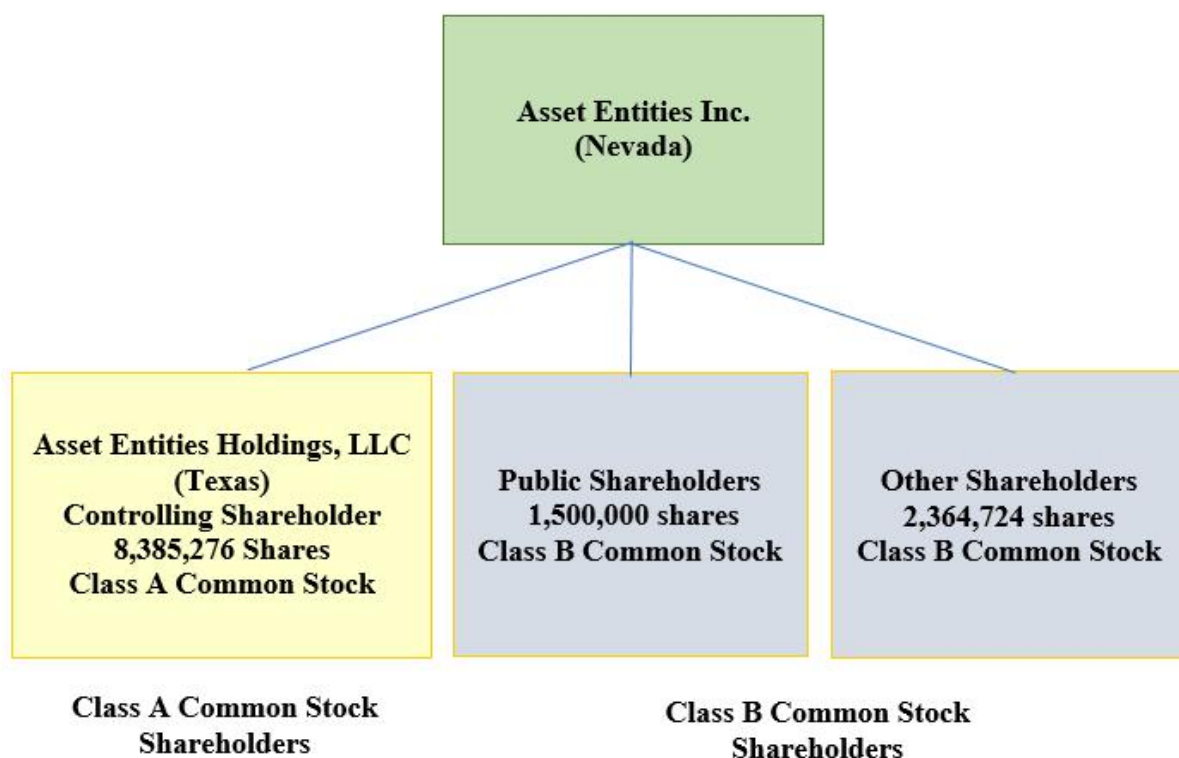 Asset Entities Inc.
(Nevada)
Asset Entities Holdings, LLC
(Texas)
Controlling Shareholder
8,385,276 Shares
Class A Common Stock
Public Shareholders
1,500,000 shares
Class B Common Stock
Other Shareholders
2,364,724 shares
Class B Common Stock
Class A Common Stock
Shareholders
Class B Common Stock
Shareholders